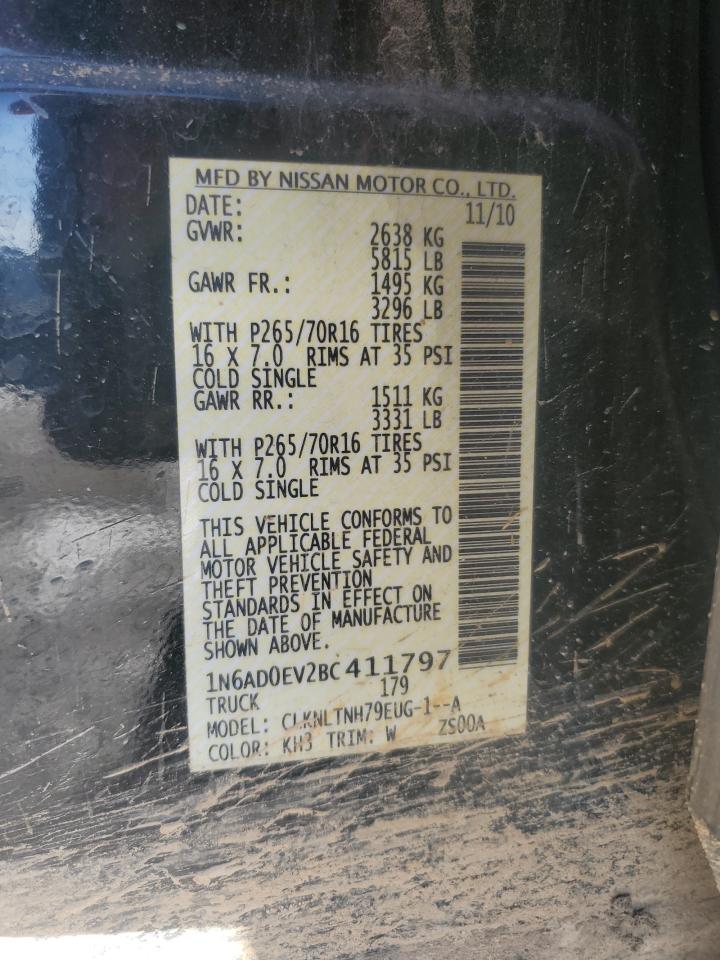 MFD BY NISSAN MOTOR CO., LTD.
DATE: 11/10
GVWR: 2638 KG
5815 LB
GAWR FR.: 1495 KG
3296 LB
WITH P265/70R16 TIRES
16 X 7.0 RIMS AT 35 PSI
COLD SINGLE
GAWR RR.: 1511 KG
3331 LB
WITH P265/70R16 TIRES
16 X 7.0 RIMS AT 35 PSI
COLD SINGLE
THIS VEHICLE CONFORMS TO
ALL APPLICABLE FEDERAL
MOTOR VEHICLE SAFETY AND
THEFT PREVENTION
STANDARDS IN EFFECT ON
THE DATE OF MANUFACTURE
SHOWN ABOVE.
1N6AD0EV2BC411797
TRUCK 179
MODEL: CLKNLTNH79EUG-1--A
COLOR: KH3 TRIM: W ZS00A